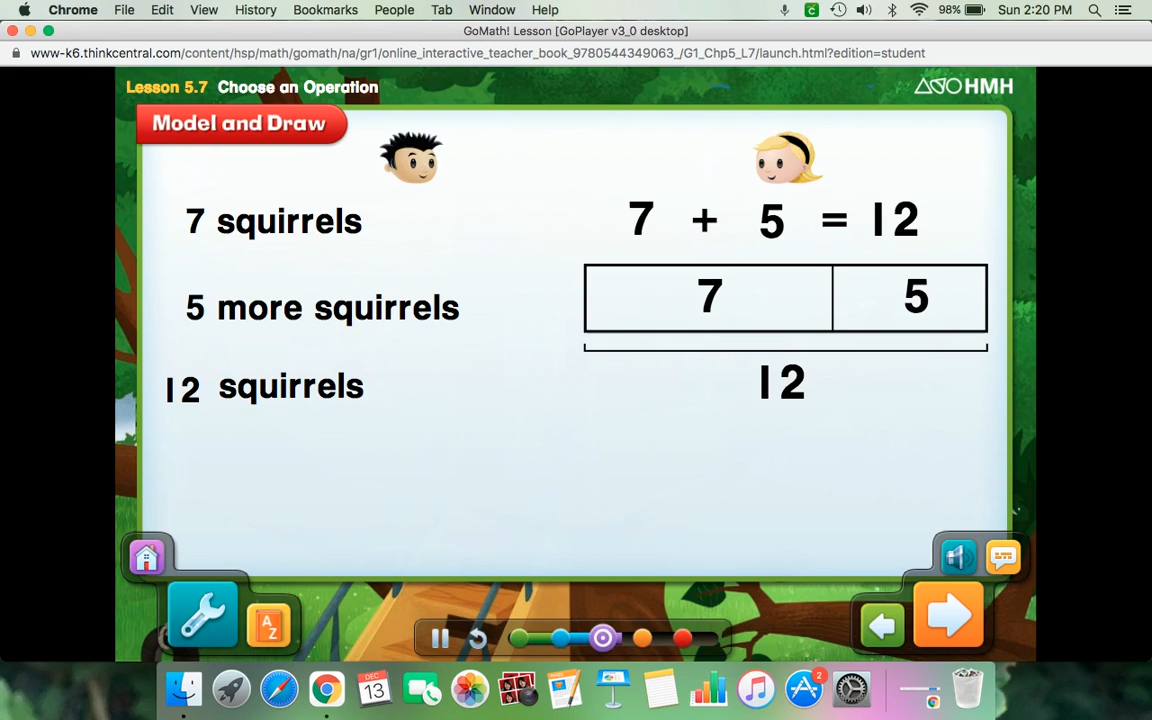 Chrome File Edit View History Bookmarks People Tab Window Help 98% Sun 2:20 PM
GoMath! Lesson [GoPlayer v3_0 desktop]
www-k6.thinkcentral.com/content/hsp/math/gomath/na/gr1/online_interactive_teacher_book_9780544349063_/G1_Chp5_L7/launch.html?edition=student
Lesson 5.7 Choose an Operation
HMH
Model and Draw
7 squirrels
7 + 5 = 12
5 more squirrels
7 5
12 squirrels
12
A Z
DEC
13
2